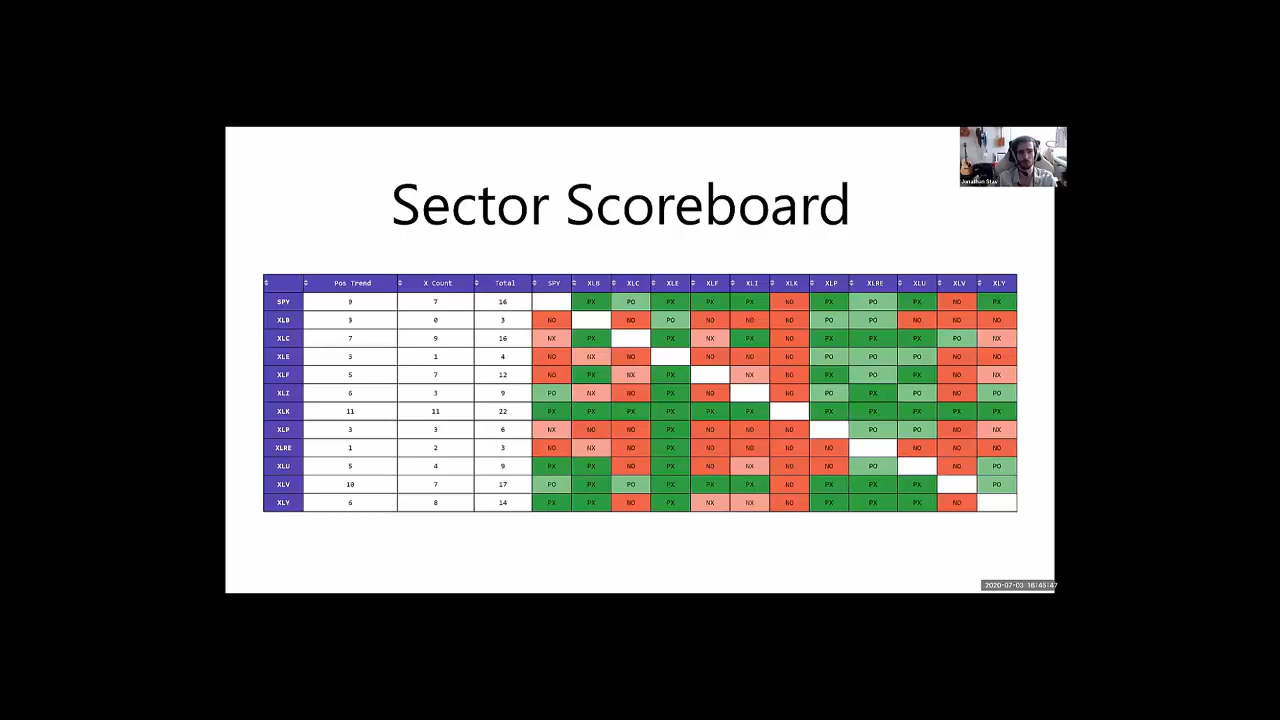 Jonathan Stav
Sector Scoreboard
Pos Trend X Count Total SPY XLB XLC XLE XLF XLI XLK XLP XLRE XLU XLV XLY
SPY 9 7 16 PX PO PX PX PX NO PX PO PX NO PX
XLB 3 0 3 NO NO PO NO NO NO PO PO NO NO NO
XLC 7 9 16 NX PX PX NX PX NO PX PX PX PO NX
XLE 3 1 4 NO NX NO NO NO NO PO PO PO NO NO
XLF 5 7 12 NO PX NX PX NX NO PX PO PX NO NX
XLI 6 3 9 PO NX NO PX NO NO PO PX PO NO PO
XLK 11 11 22 PX PX PX PX PX PX PX PX PX PX PX
XLP 3 3 6 NX NO NO PX NO NO NO PO PO NO NX
XLRE 1 2 3 NO NX NO PX NO NO NO NO NO NO NO
XLU 5 4 9 PX PX NO PX NO NX NO NO PO NO PO
XLV 10 7 17 PO PX PO PX PX PX NO PX PX PX PO
XLY 6 8 14 PX PX NO PX NX NX NO PX PX PX NO
2020-07-03 16:45:47